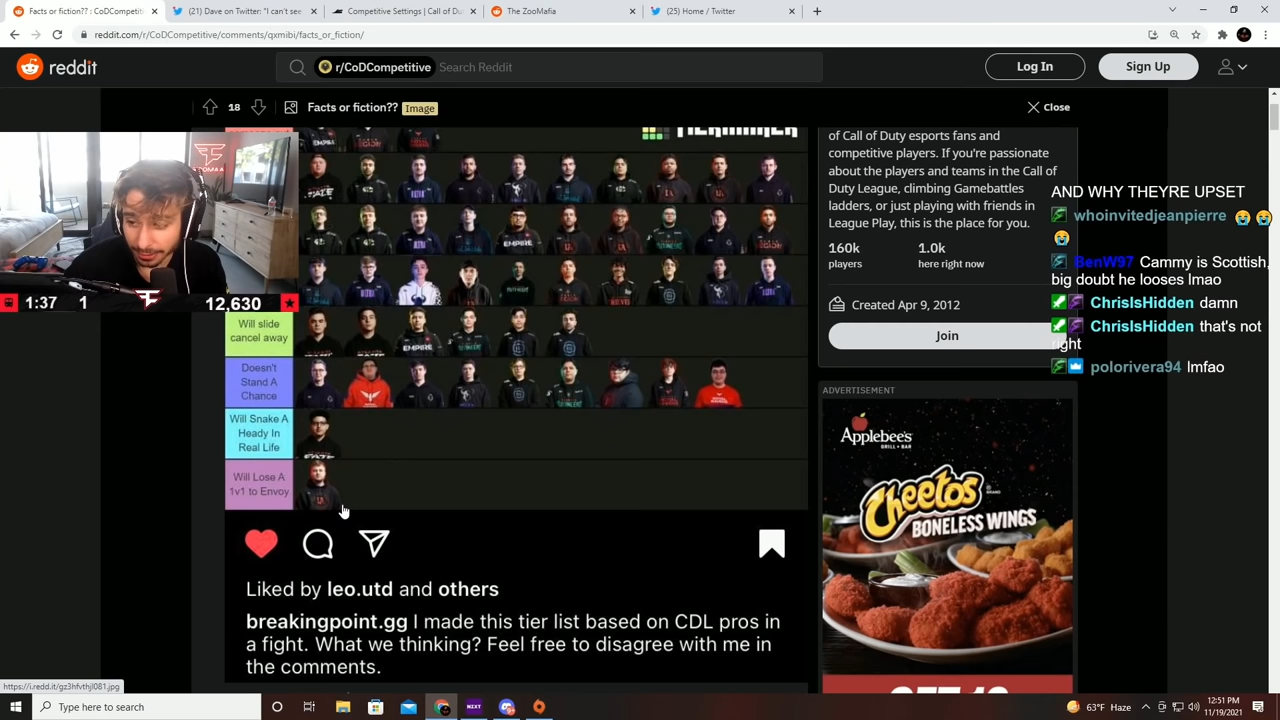 Facts or fiction?? : CoDCompetitive
(21) Dave on Twitter: "I can't see
Competitive Settings | Call of Du
The ZooMafia
(25) Home / Twitter
reddit.com/r/CoDCompetitive/comments/qxmibi/facts_or_fiction/
reddit
r/CoDCompetitive
Search Reddit
Log In
Sign Up
18
Facts or fiction??
Image
Close
of Call of Duty esports fans and
competitive players. If you're passionate
about the players and teams in the Call of
Duty League, climbing Gamebattles
ladders, or just playing with friends in
League Play, this is the place for you.
160k
players
1.0k
here right now
Created Apr 9, 2012
Join
ADVERTISEMENT
Applebee's
GRILL + BAR
Cheetos
BRAND
BONELESS WINGS
AND WHY THEYRE UPSET
whoinvitedjeanpierre
BenW97 Cammy is Scottish,
big doubt he looses lmao
ChrisIsHidden damn
ChrisIsHidden that's not
right
polorivera94 lmfao
1:37
1
12,630
Will slide
cancel away
Doesn't
Stand A
Chance
Will Snake A
Heady In
Real Life
Will Lose A
1v1 to Envoy
EMPIRE
EMPIRE
Liked by leo.utd and others
breakingpoint.gg I made this tier list based on CDL pros in
a fight. What we thinking? Feel free to disagree with me in
the comments.
https://i.redd.it/gz3hfvthjl081.jpg
Type here to search
NZXT
63°F Haze
12:51 PM
11/19/2021